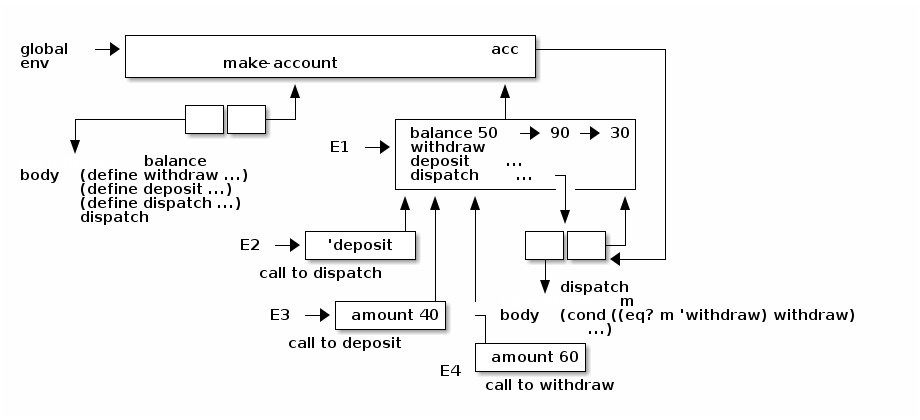 global
env
acc
make-account
E1
balance 50 90 30
withdraw
deposit ...
dispatch ...
balance
body (define withdraw ...)
(define deposit ...)
(define dispatch ...)
dispatch
E2
'deposit
call to dispatch
dispatch
m
E3
amount 40
call to deposit
body (cond ((eq? m 'withdraw) withdraw)
...)
E4
amount 60
call to withdraw